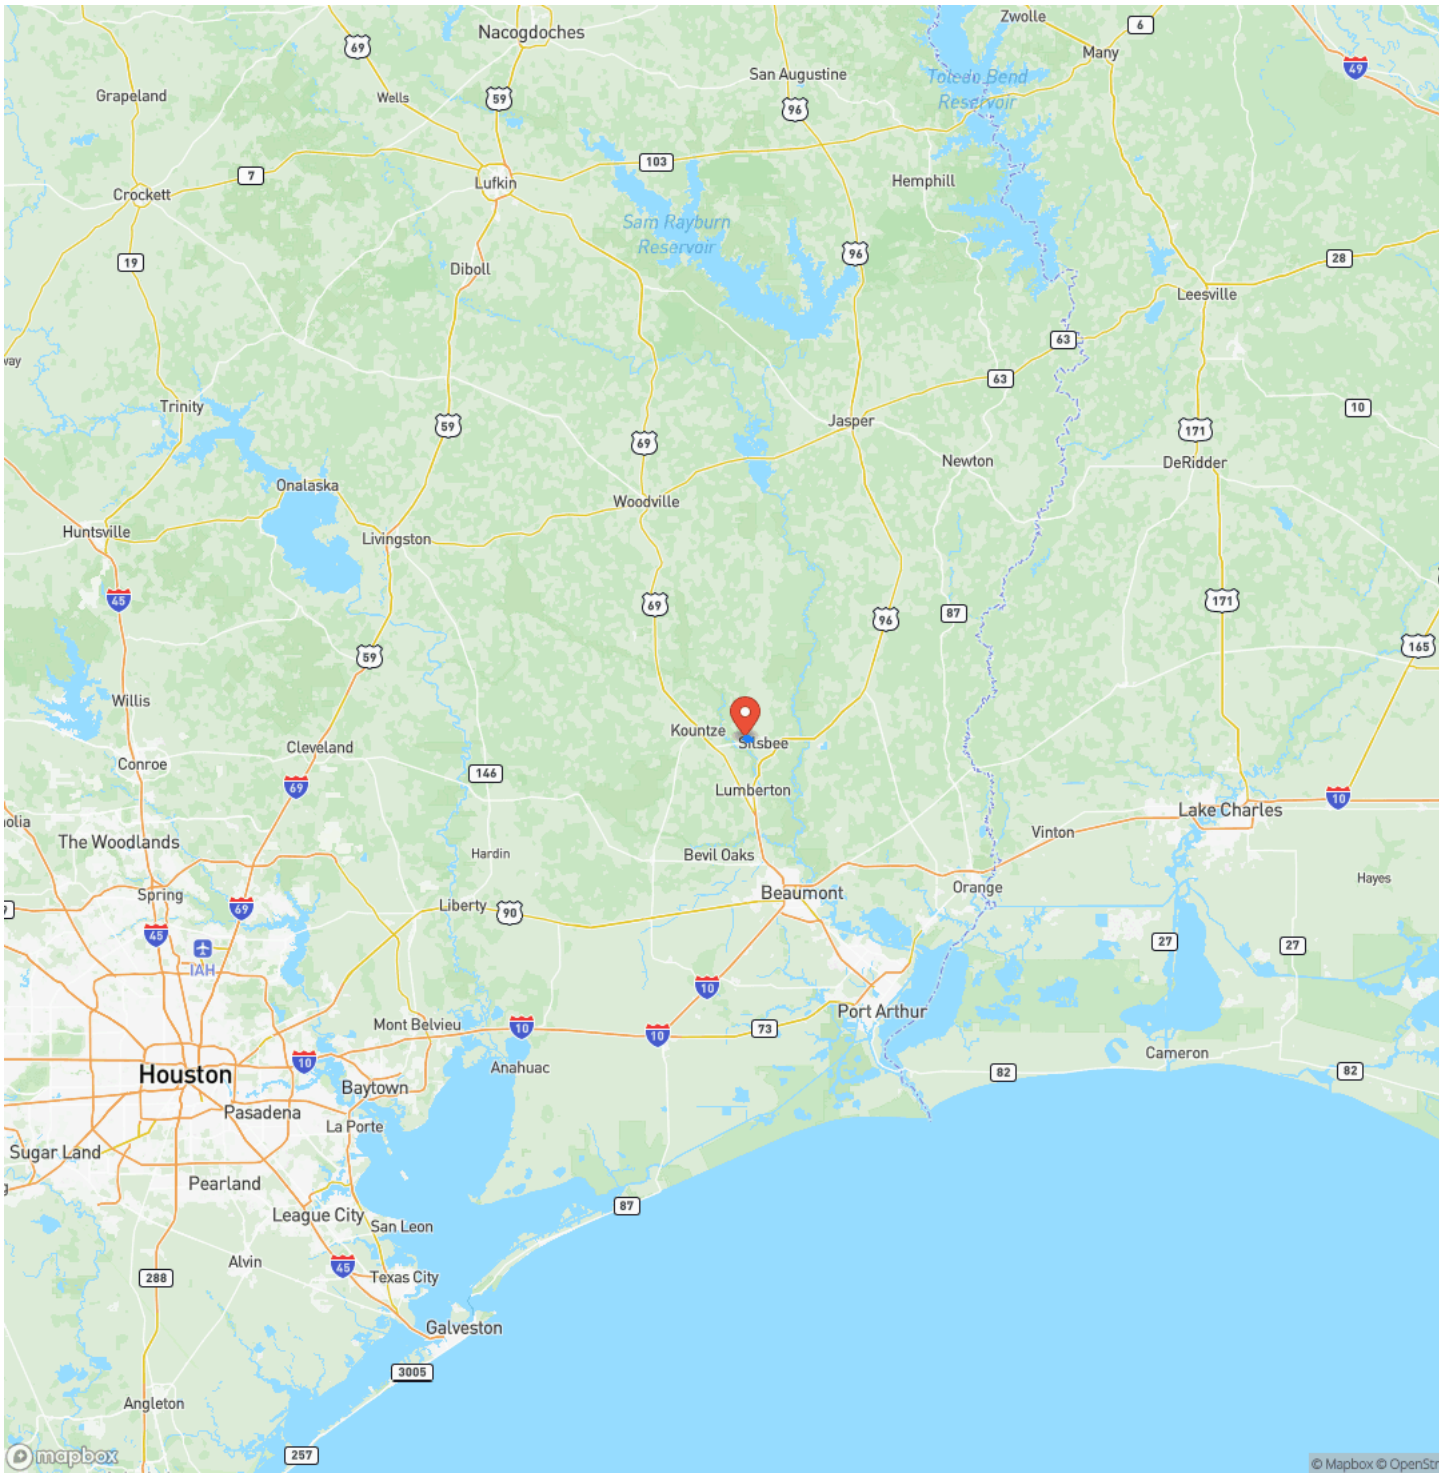 Zwolle
6
Nacogdoches
69
Many
49
San Augustine
Toledo Bend
Reservoir
Grapeland
Wells
59
96
103
7
Lufkin
Hemphill
Crockett
Sam Rayburn
Reservoir
19
96
28
Diboll
Leesville
63
63
way
Trinity
10
59
Jasper
171
69
Newton
DeRidder
Onalaska
Woodville
Huntsville
Livingston
45
69
171
87
96
165
59
Willis
Kountze
Silsbee
Cleveland
Conroe
146
69
Lumberton
10
Lake Charles
nolia
Vinton
The Woodlands
Hardin
Bevil Oaks
Hayes
Orange
Spring
Beaumont
Liberty
90
69
45
27
27
IAH
10
Port Arthur
Mont Belvieu
10
73
10
Cameron
10
Anahuac
82
82
Houston
Baytown
Pasadena
La Porte
Sugar Land
Pearland
87
League City
San Leon
Alvin
45
288
Texas City
Galveston
3005
Angleton
257
mapbox
© Mapbox © OpenStr